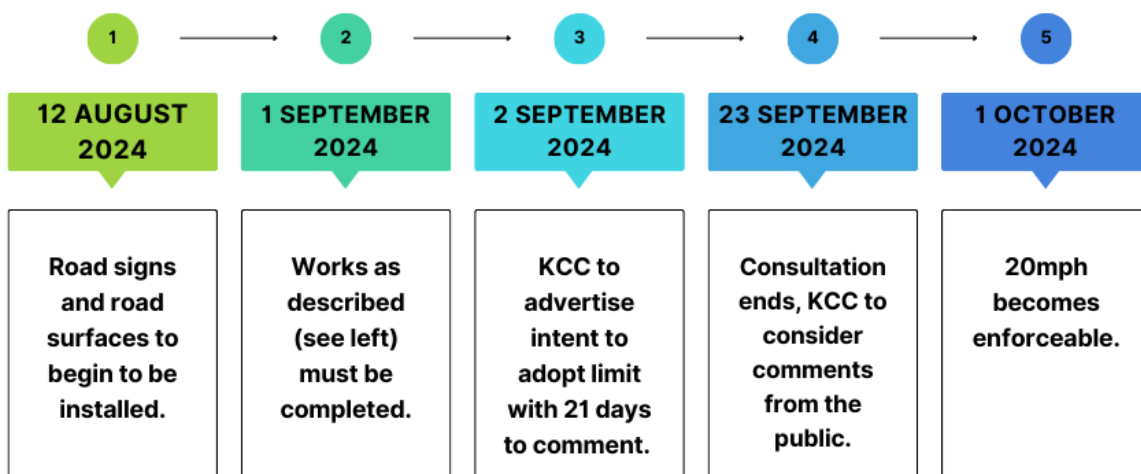 1
2
3
4
5
12 AUGUST
2024
1 SEPTEMBER
2024
2 SEPTEMBER
2024
23 SEPTEMBER
2024
1 OCTOBER
2024
Road signs
and road
surfaces to
begin to be
installed.
Works as
described
(see left)
must be
completed.
KCC to
advertise
intent to
adopt limit
with 21 days
to comment.
Consultation
ends, KCC to
consider
comments
from the
public.
20mph
becomes
enforceable.